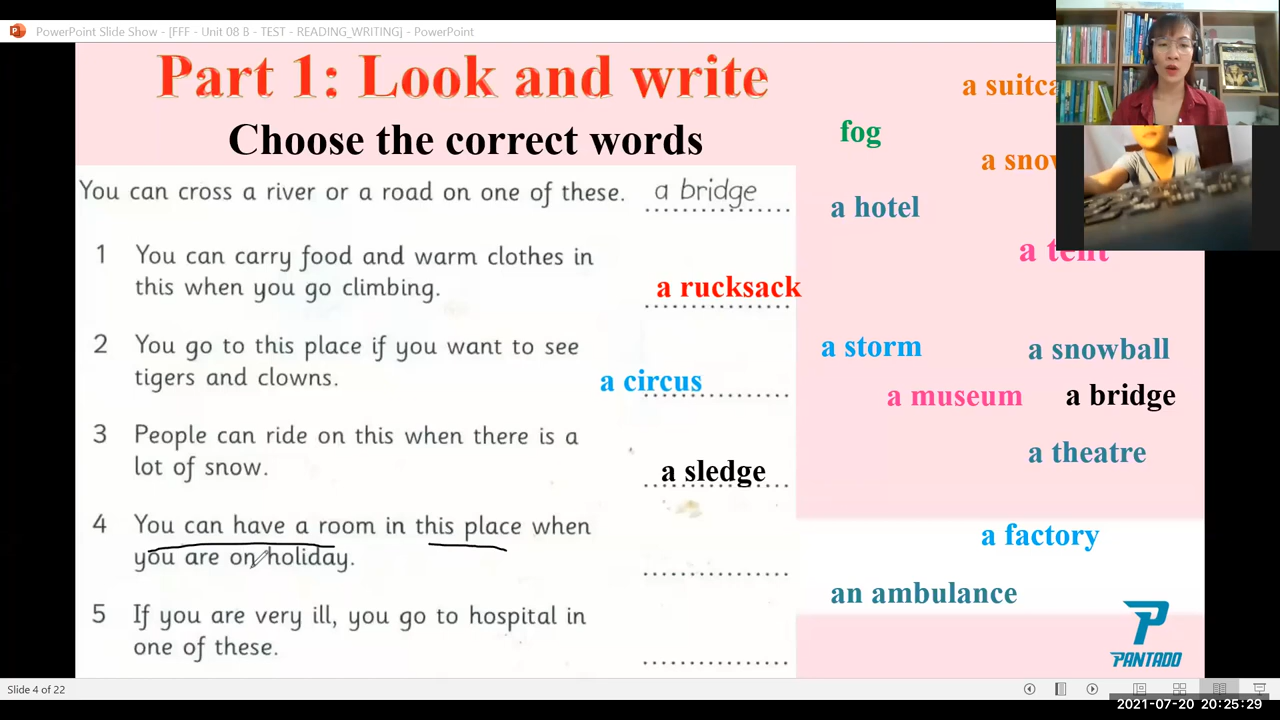 PowerPoint Slide Show - [FFF - Unit 08 B - TEST - READING_WRITING] - PowerPoint
Part 1: Look and write
Choose the correct words
You can cross a river or a road on one of these. a bridge
1 You can carry food and warm clothes in
this when you go climbing. a rucksack
2 You go to this place if you want to see
tigers and clowns. a circus
3 People can ride on this when there is a
lot of snow. a sledge
4 You can have a room in this place when
you are on holiday.
5 If you are very ill, you go to hospital in
one of these.
a suitca
fog
a snow
a hotel
a tent
a storm
a snowball
a museum
a bridge
a theatre
a factory
an ambulance
PANTADO
Slide 4 of 22
2021-07-20 20:25:29